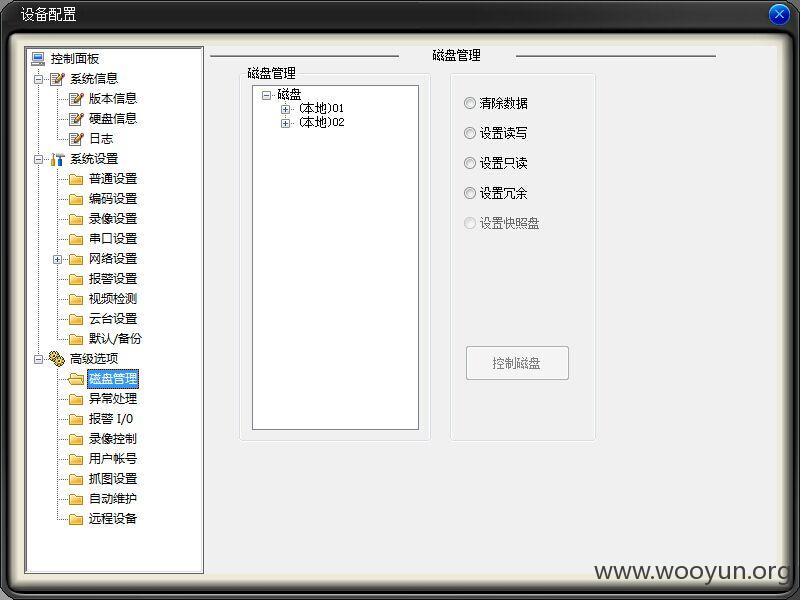 设备配置
控制面板
系统信息
版本信息
硬盘信息
日志
系统设置
普通设置
编码设置
录像设置
串口设置
网络设置
报警设置
视频检测
云台设置
默认/备份
高级选项
磁盘管理
异常处理
报警 I/0
录像控制
用户帐号
抓图设置
自动维护
远程设备
磁盘管理
磁盘管理
磁盘
(本地)01
(本地)02
清除数据
设置读写
设置只读
设置冗余
设置快照盘
控制磁盘
www.wooyun.org